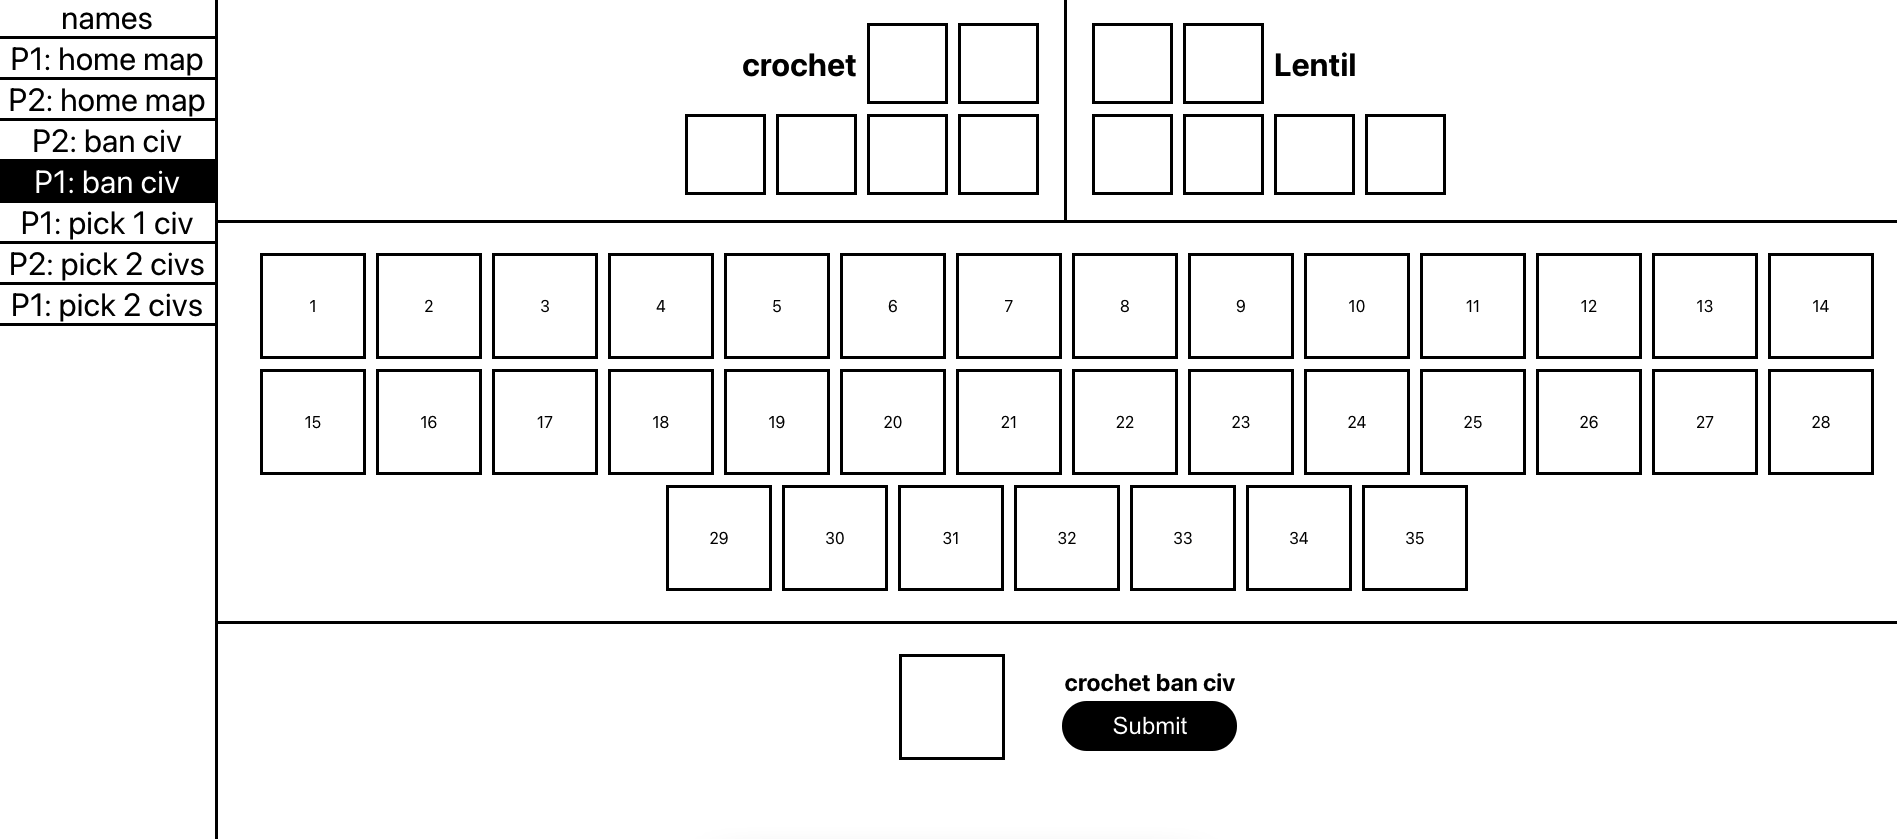 names
P1: home map
P2: home map
P2: ban civ
P1: ban civ
P1: pick 1 civ
P2: pick 2 civs
P1: pick 2 civs
crochet
Lentil
1 2 3 4 5 6 7 8 9 10 11 12 13 14
15 16 17 18 19 20 21 22 23 24 25 26 27 28
29 30 31 32 33 34 35
crochet ban civ
Submit